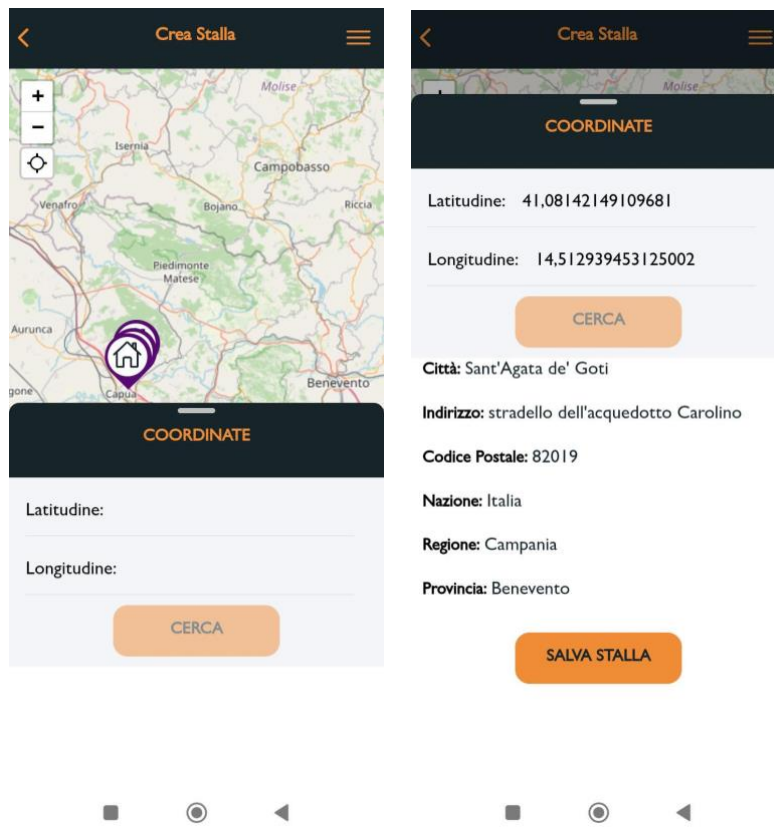 Crea Stalla
+
−
Molise
Isernia
Campobasso
Venafro
Bojano
Riccia
Piedimonte
Matese
Aurunca
Capua
Benevento
gone
COORDINATE
Latitudine:
Longitudine:
CERCA
Crea Stalla
Molise
COORDINATE
Latitudine: 41,08142149109681
Longitudine: 14,512939453125002
CERCA
Città: Sant'Agata de' Goti
Indirizzo: stradello dell'acquedotto Carolino
Codice Postale: 82019
Nazione: Italia
Regione: Campania
Provincia: Benevento
SALVA STALLA